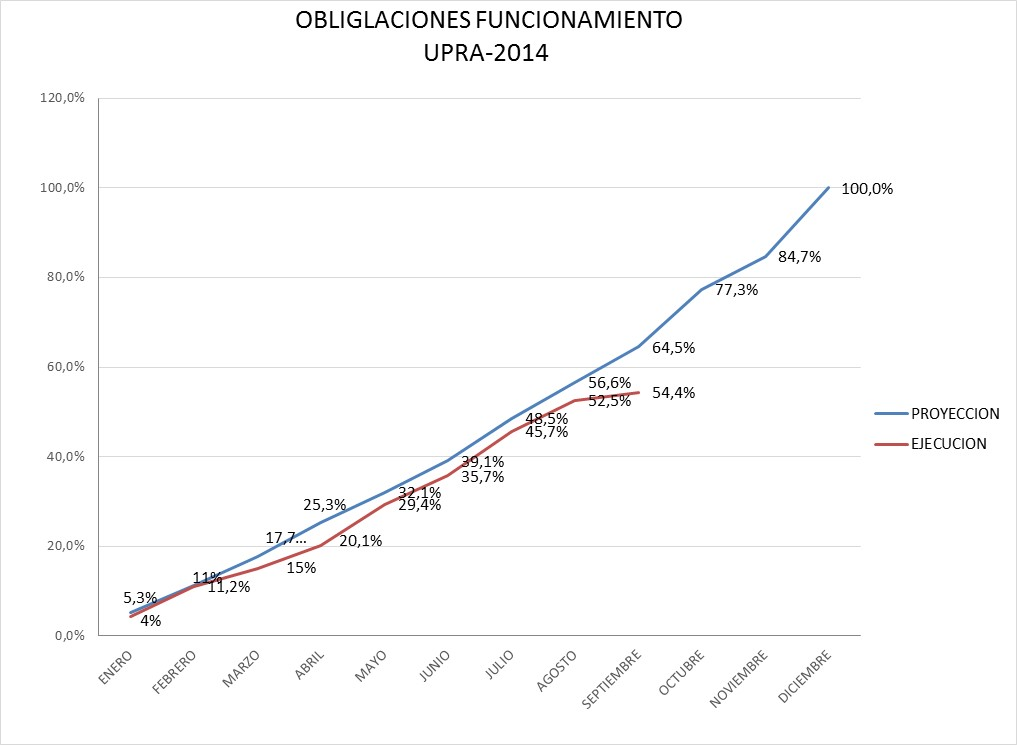 OBLIGLACIONES FUNCIONAMIENTO
UPRA-2014
120,0%
100,0%
80,0%
60,0%
40,0%
20,0%
0,0%
5,3%
11%
17,7...
25,3%
32,1%
39,1%
48,5%
56,6%
64,5%
77,3%
84,7%
100,0%
4%
11,2%
15%
20,1%
29,4%
35,7%
45,7%
52,5%
54,4%
PROYECCION
EJECUCION
ENERO
FEBRERO
MARZO
ABRIL
MAYO
JUNIO
JULIO
AGOSTO
SEPTIEMBRE
OCTUBRE
NOVIEMBRE
DICIEMBRE